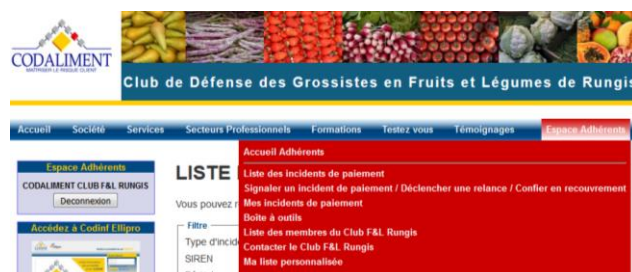 CODALIMENT
MAÎTRISER LE RISQUE CLIENT
Club de Défense des Grossistes en Fruits et Légumes de Rungis
Accueil Société Services Secteurs Professionnels Formations Testez vous Témoignages Espace Adhérents
Espace Adhérents
CODALIMENT CLUB F&L RUNGIS
Deconnexion
Accédez à Codinf Ellipro
LISTE
Vous pouvez
Filtre
Type d'incid
SIREN
Accueil Adhérents
Liste des incidents de paiement
Signaler un incident de paiement / Déclencher une relance / Confier en recouvrement
Mes incidents de paiement
Boîte à outils
Liste des membres du Club F&L Rungis
Contacter le Club F&L Rungis
Ma liste personnalisée